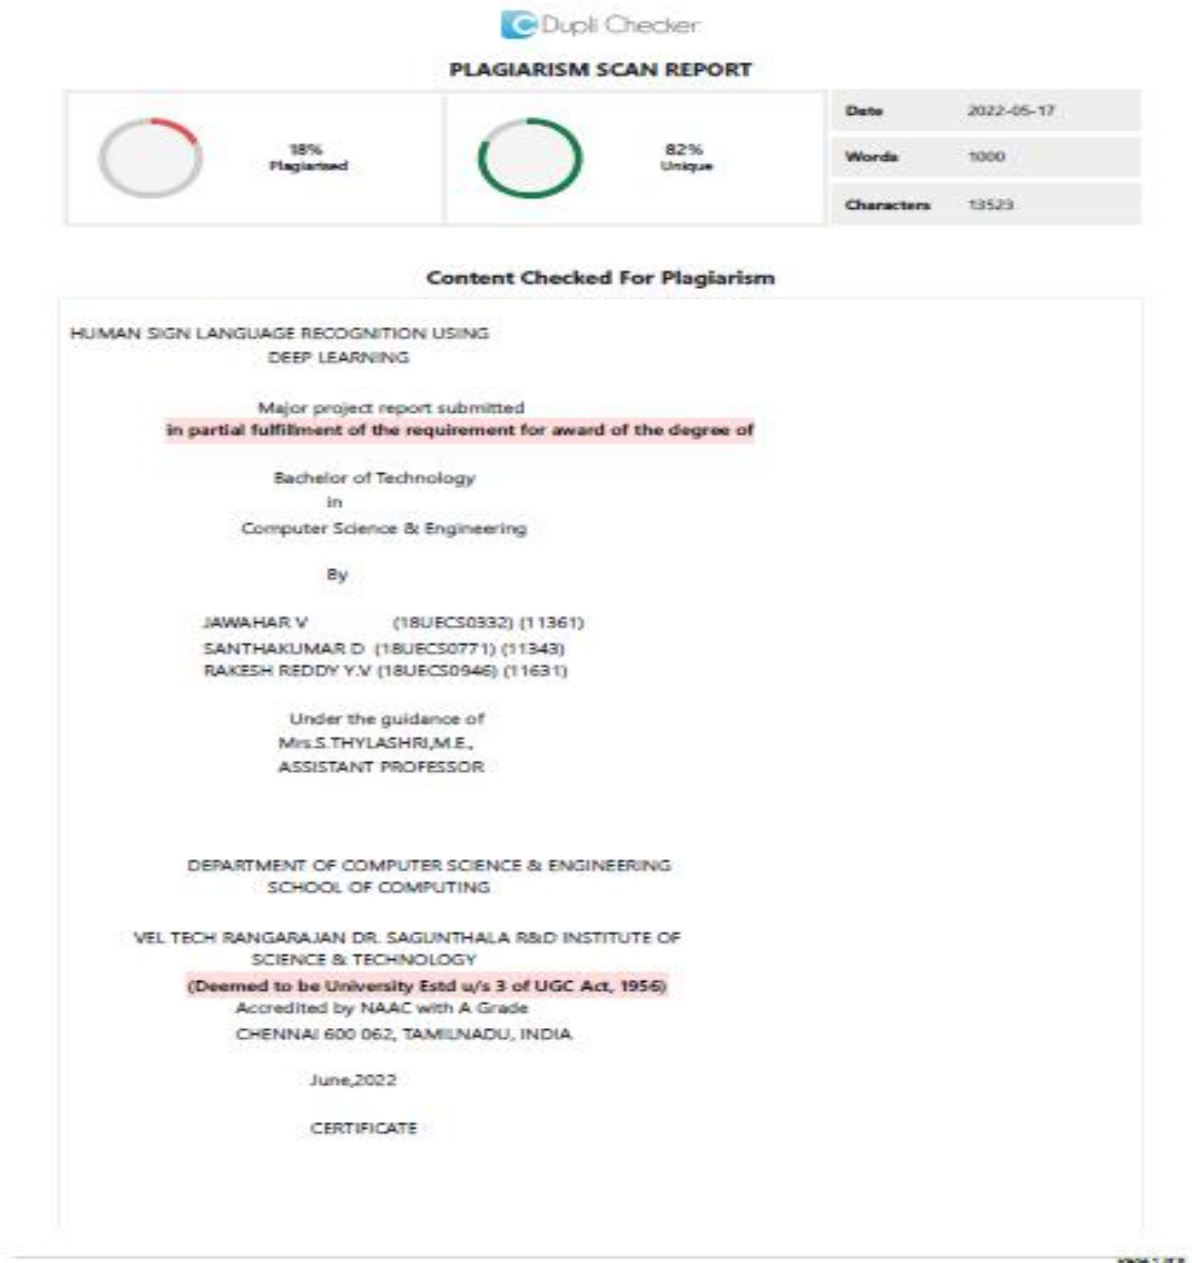 Dupli Checker
PLAGIARISM SCAN REPORT
18%
Plagiarised
82%
Unique
Date 2022-05-17
Words 1000
Characters 13523
Content Checked For Plagiarism
HUMAN SIGN LANGUAGE RECOGNITION USING
DEEP LEARNING
Major project report submitted
in partial fulfillment of the requirement for award of the degree of
Bachelor of Technology
in
Computer Science & Engineering
By
JAWAHAR V (18UECS0332) (11361)
SANTHAKUMAR D (18UECS0771) (11343)
RAKESH REDDY Y.V (18UECS0946) (11631)
Under the guidance of
Mrs.S.THYLASHRI,M.E.,
ASSISTANT PROFESSOR
DEPARTMENT OF COMPUTER SCIENCE & ENGINEERING
SCHOOL OF COMPUTING
VEL TECH RANGARAJAN DR. SAGUNTHALA R&D INSTITUTE OF
SCIENCE & TECHNOLOGY
(Deemed to be University Estd u/s 3 of UGC Act, 1956)
Accredited by NAAC with A Grade
CHENNAI 600 062, TAMILNADU, INDIA
June,2022
CERTIFICATE